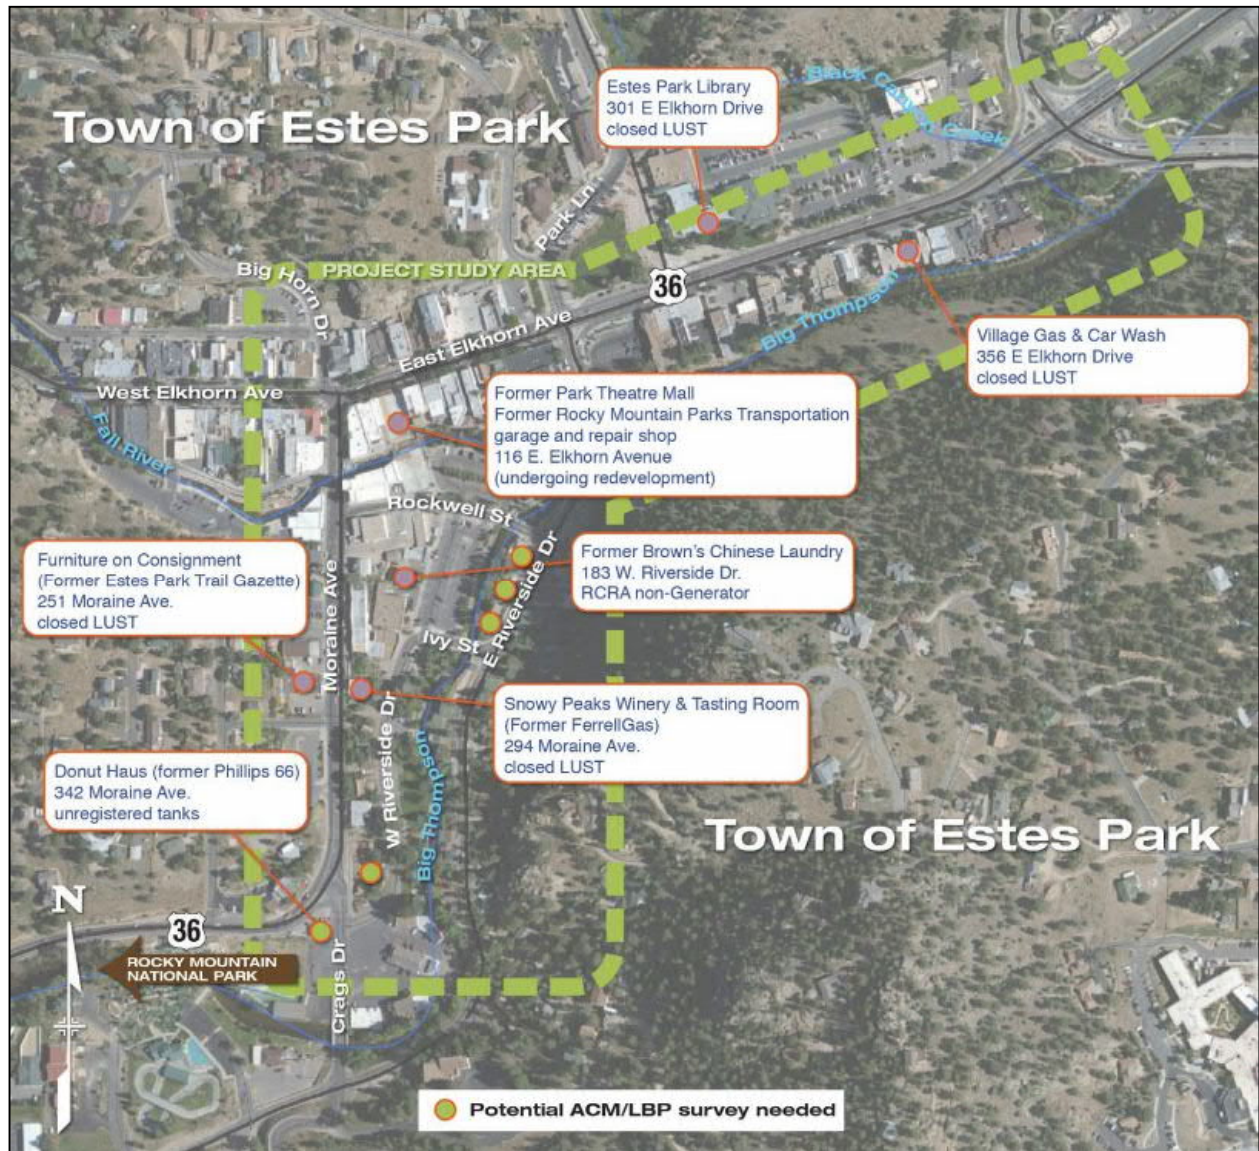 Town of Estes Park
Estes Park Library
301 E Elkhorn Drive
closed LUST
Black Canyon Creek
Park Ln
Big Horn Dr
PROJECT STUDY AREA
36
East Elkhorn Ave
Big Thompson
Village Gas & Car Wash
356 E Elkhorn Drive
closed LUST
West Elkhorn Ave
Fall River
Former Park Theatre Mall
Former Rocky Mountain Parks Transportation
garage and repair shop
116 E. Elkhorn Avenue
(undergoing redevelopment)
Rockwell St
Furniture on Consignment
(Former Estes Park Trail Gazette)
251 Moraine Ave.
closed LUST
Moraine Ave
Former Brown's Chinese Laundry
183 W. Riverside Dr.
RCRA non-Generator
Ivy St
E Riverside Dr
Snowy Peaks Winery & Tasting Room
(Former FerrellGas)
294 Moraine Ave.
closed LUST
W Riverside Dr
Big Thompson
Donut Haus (former Phillips 66)
342 Moraine Ave.
unregistered tanks
Town of Estes Park
N
36
ROCKY MOUNTAIN
NATIONAL PARK
Crags Dr
Potential ACM/LBP survey needed